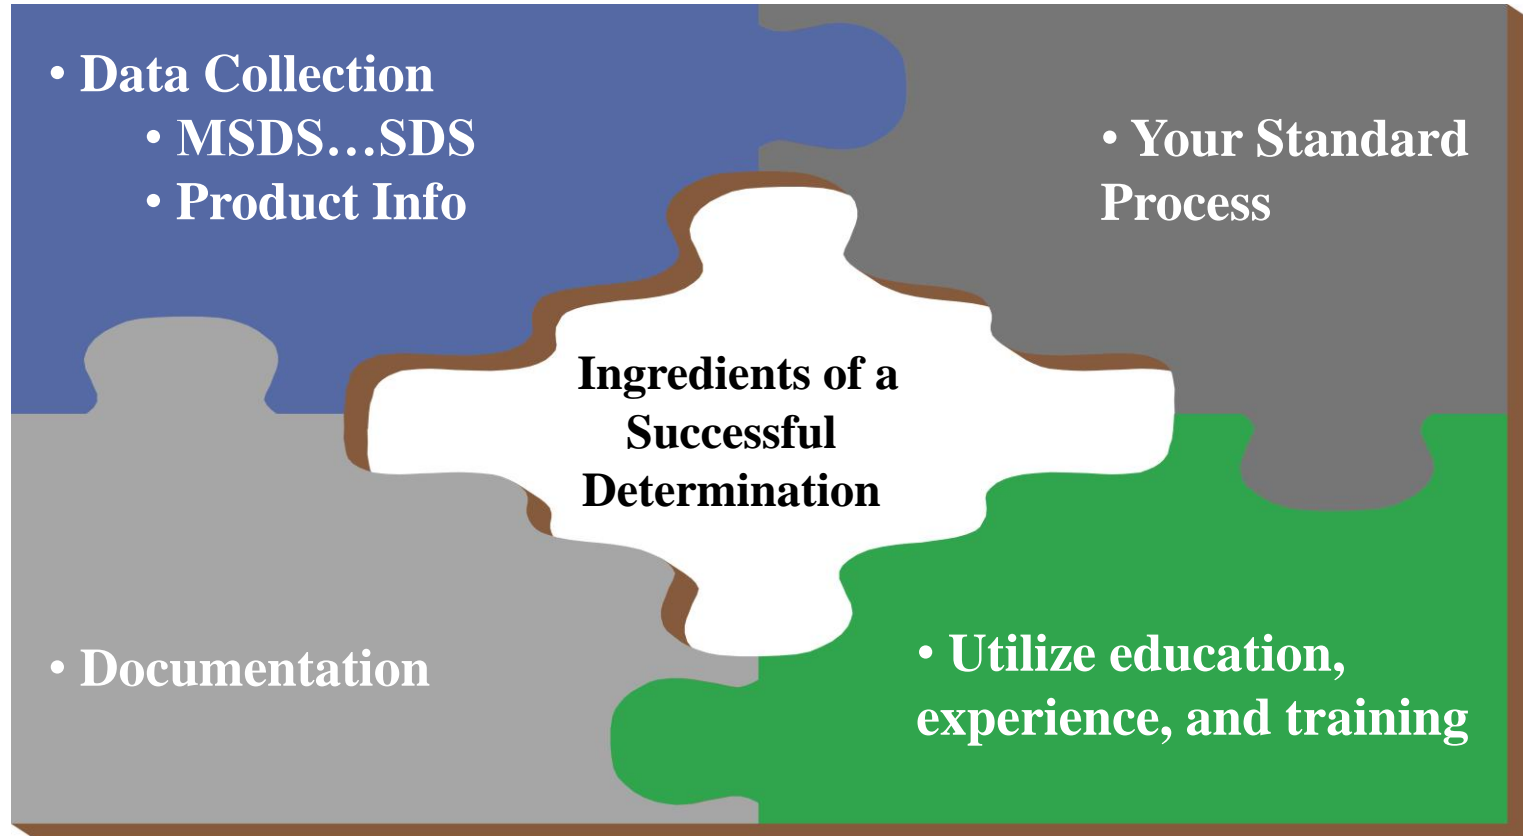 • Data Collection
• MSDS…SDS
• Product Info
• Your Standard
Process
Ingredients of a
Successful
Determination
• Documentation
• Utilize education,
experience, and training